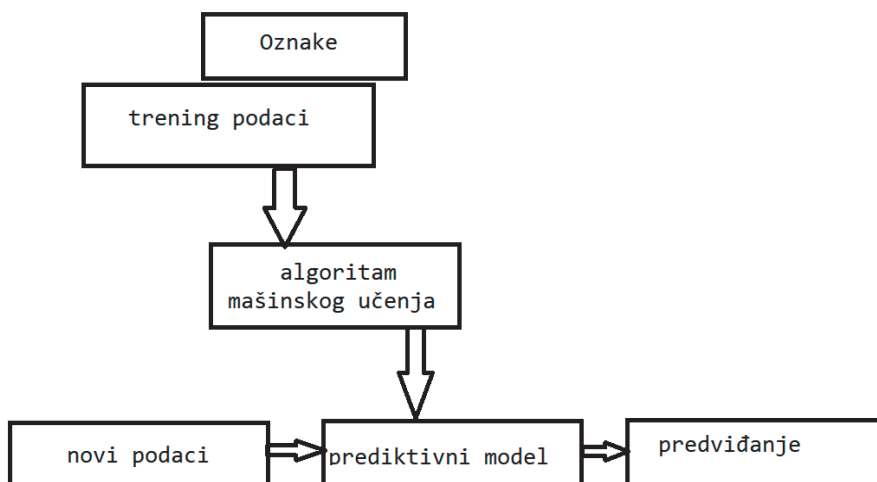 Oznake
trening podaci
algoritam
mašinskog učenja
novi podaci
prediktivni model
predviđanje